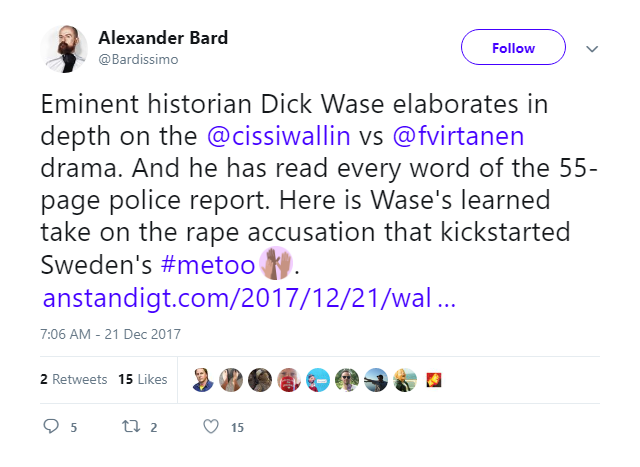 Alexander Bard
@Bardissimo
Follow
Eminent historian Dick Wase elaborates in
depth on the @cissiwallin vs @fvirtanen
drama. And he has read every word of the 55-
page police report. Here is Wase's learned
take on the rape accusation that kickstarted
Sweden's #metoo.
anstandigt.com/2017/12/21/wal …
7:06 AM - 21 Dec 2017
2 Retweets 15 Likes
5 2 15